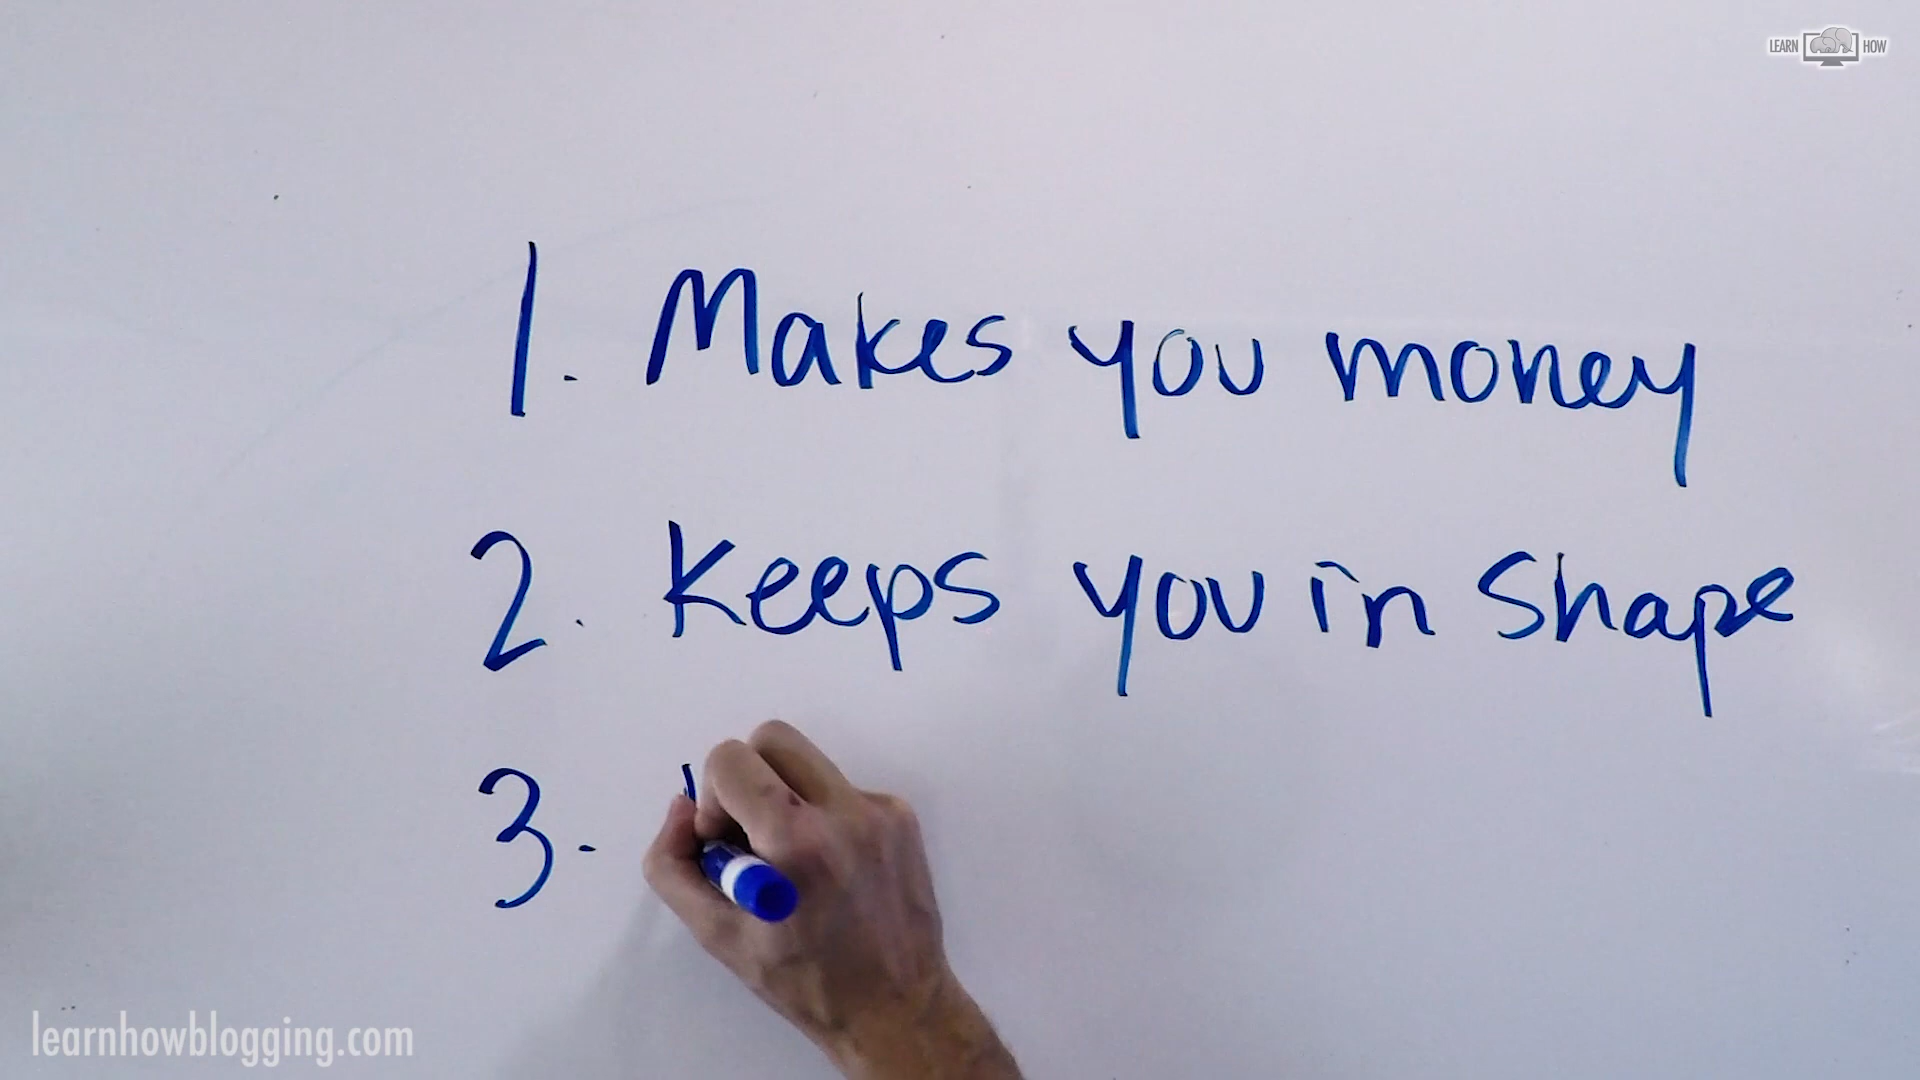 LEARN HOW
1. Makes you money
2. Keeps you in shape
3.
learnhowblogging.com